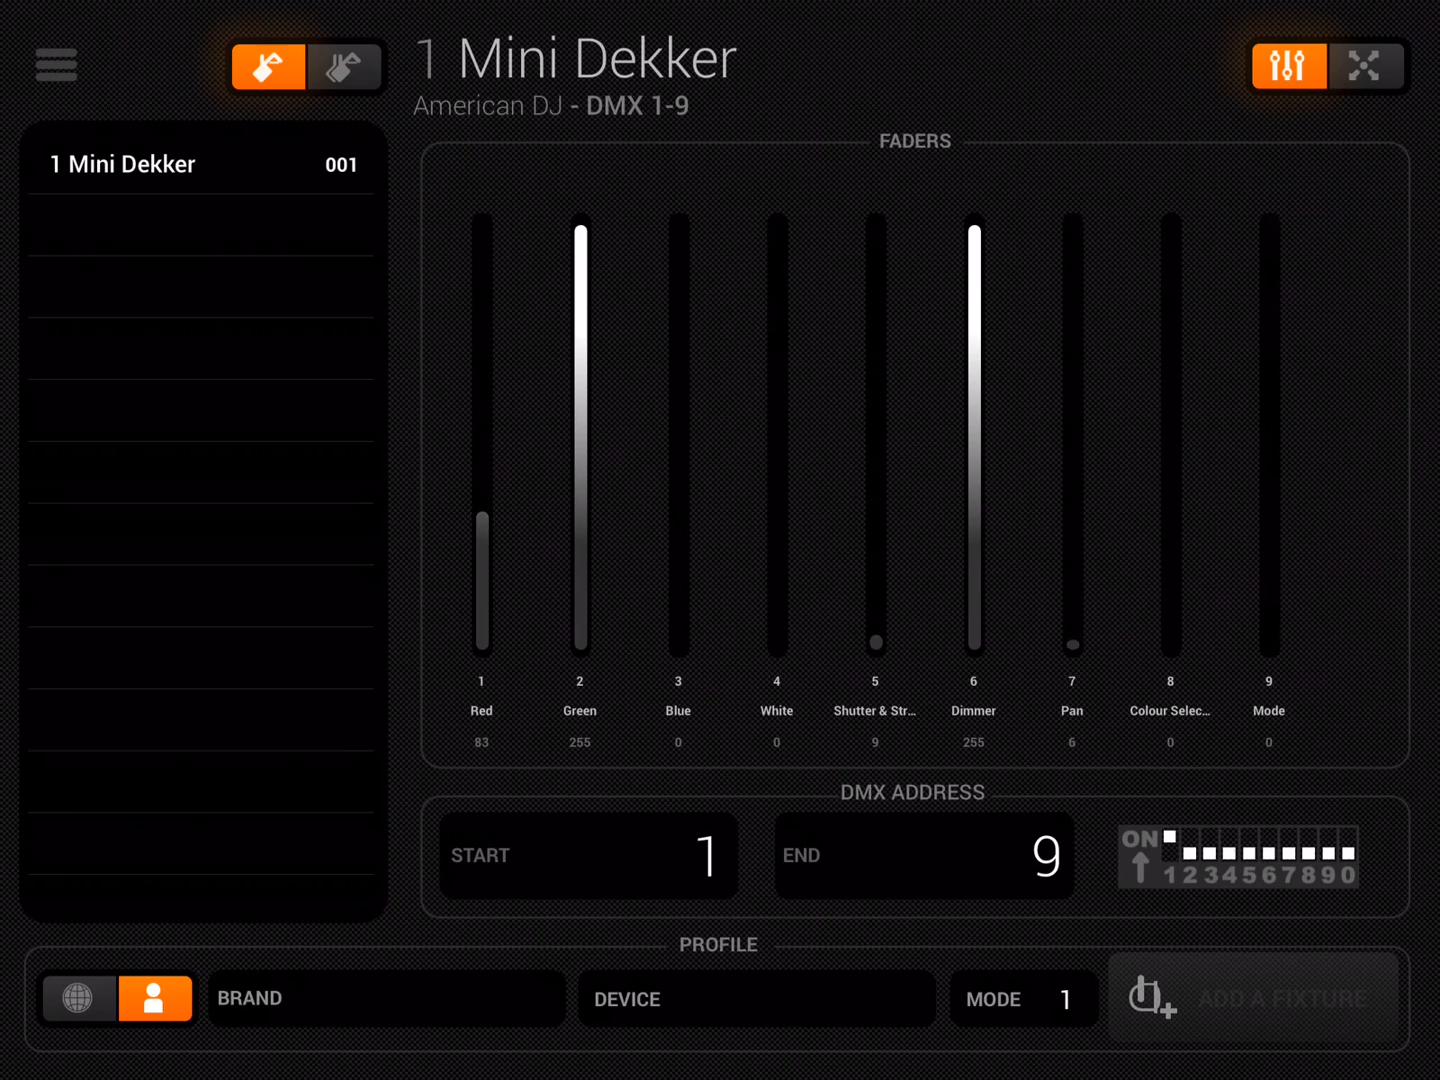 1 Mini Dekker
American DJ - DMX 1-9
1 Mini Dekker 001
FADERS
1 2 3 4 5 6 7 8 9
Red Green Blue White Shutter & Str... Dimmer Pan Colour Selec... Mode
83 255 0 0 9 255 6 0 0
DMX ADDRESS
START 1 END 9
ON
1 2 3 4 5 6 7 8 9 0
PROFILE
BRAND DEVICE MODE 1 ADD A FIXTURE